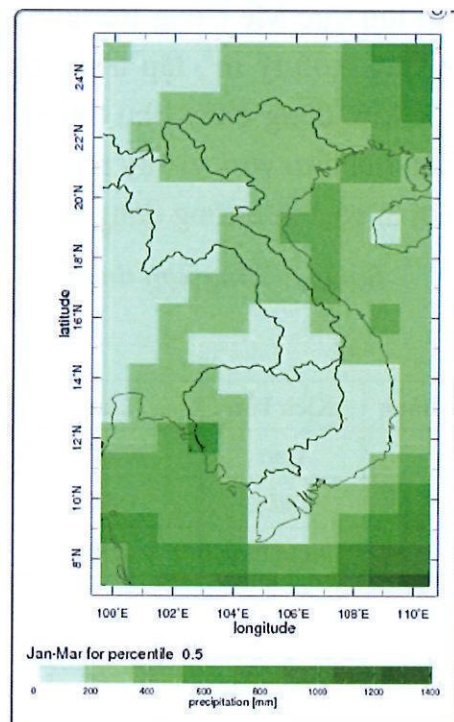 24°N
22°N
20°N
18°N
16°N
14°N
12°N
10°N
8°N
latitude
100°E 102°E 104°E 106°E 108°E 110°E
longitude
Jan-Mar for percentile 0.5
0 200 400 600 800 1000 1200 1400
precipitation [mm]